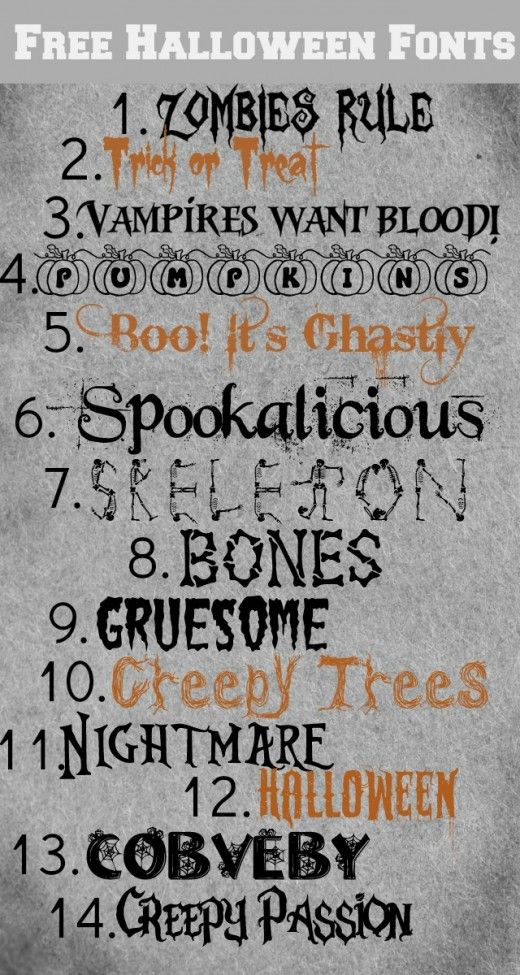 Free Halloween Fonts
1. Zombies Rule
2. Trick or Treat
3. Vampires want blood!
4. PUMPKINS
5. Boo! It's Ghastly
6. Spookalicious
7. SKELETON
8. BONES
9. GRUESOME
10. Creepy Trees
11. Nightmare
12. HALLOWEEN
13. COBVEBY
14. Creepy Passion